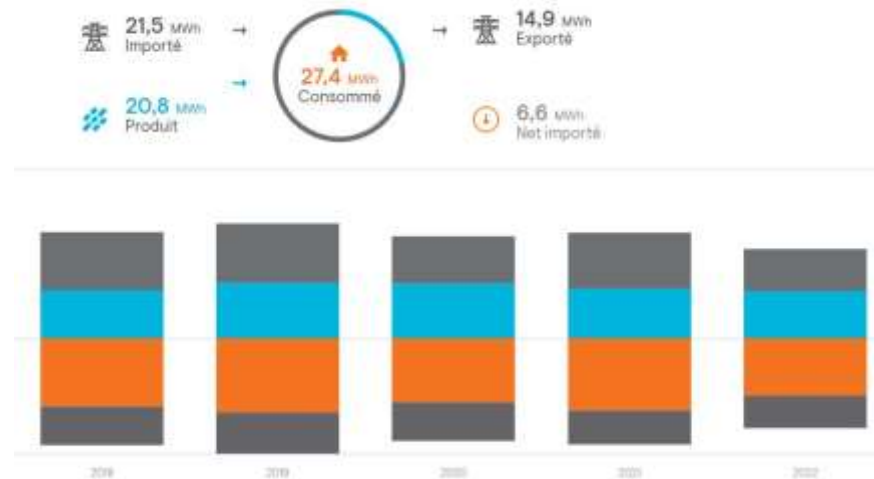 21,5 MWh
Importé
20,8 MWh
Produit
27,4 MWh
Consommé
14,9 MWh
Exporté
6,6 MWh
Net importé
2018
2019
2020
2021
2022